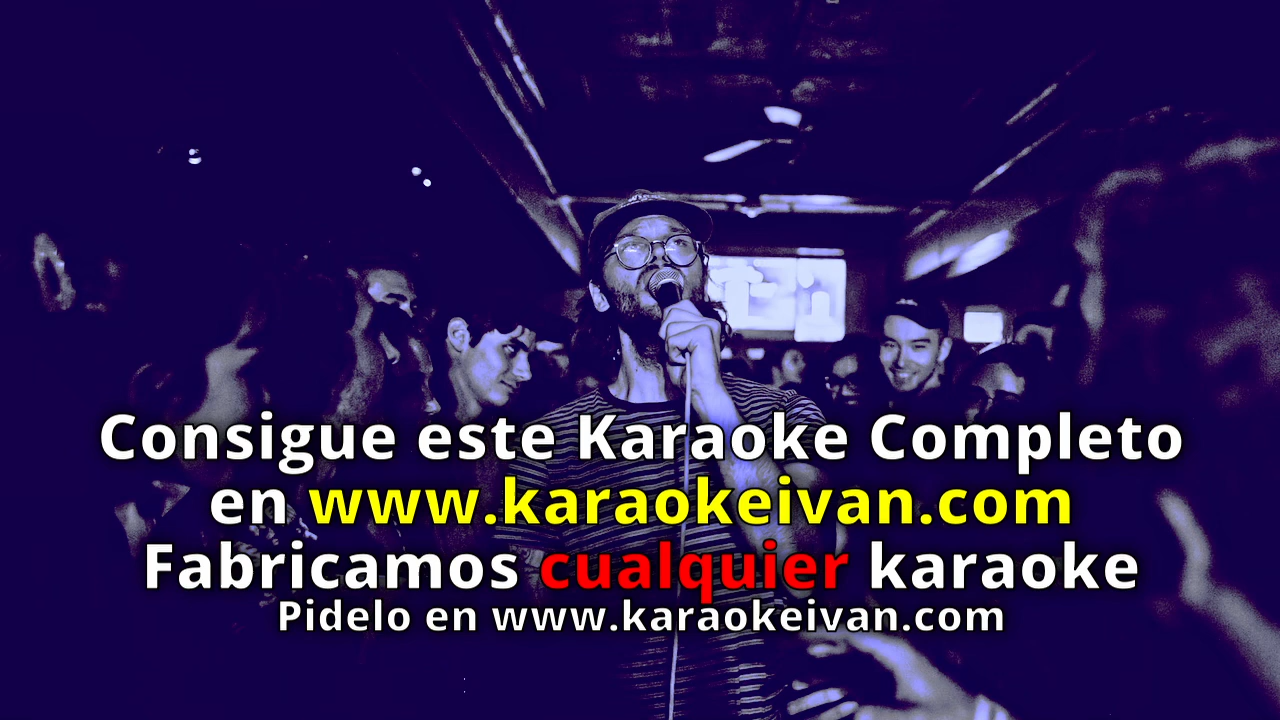 Consigue este Karaoke Completo
en www.karaokeivan.com
Fabricamos cualquier karaoke
Pidelo en www.karaokeivan.com